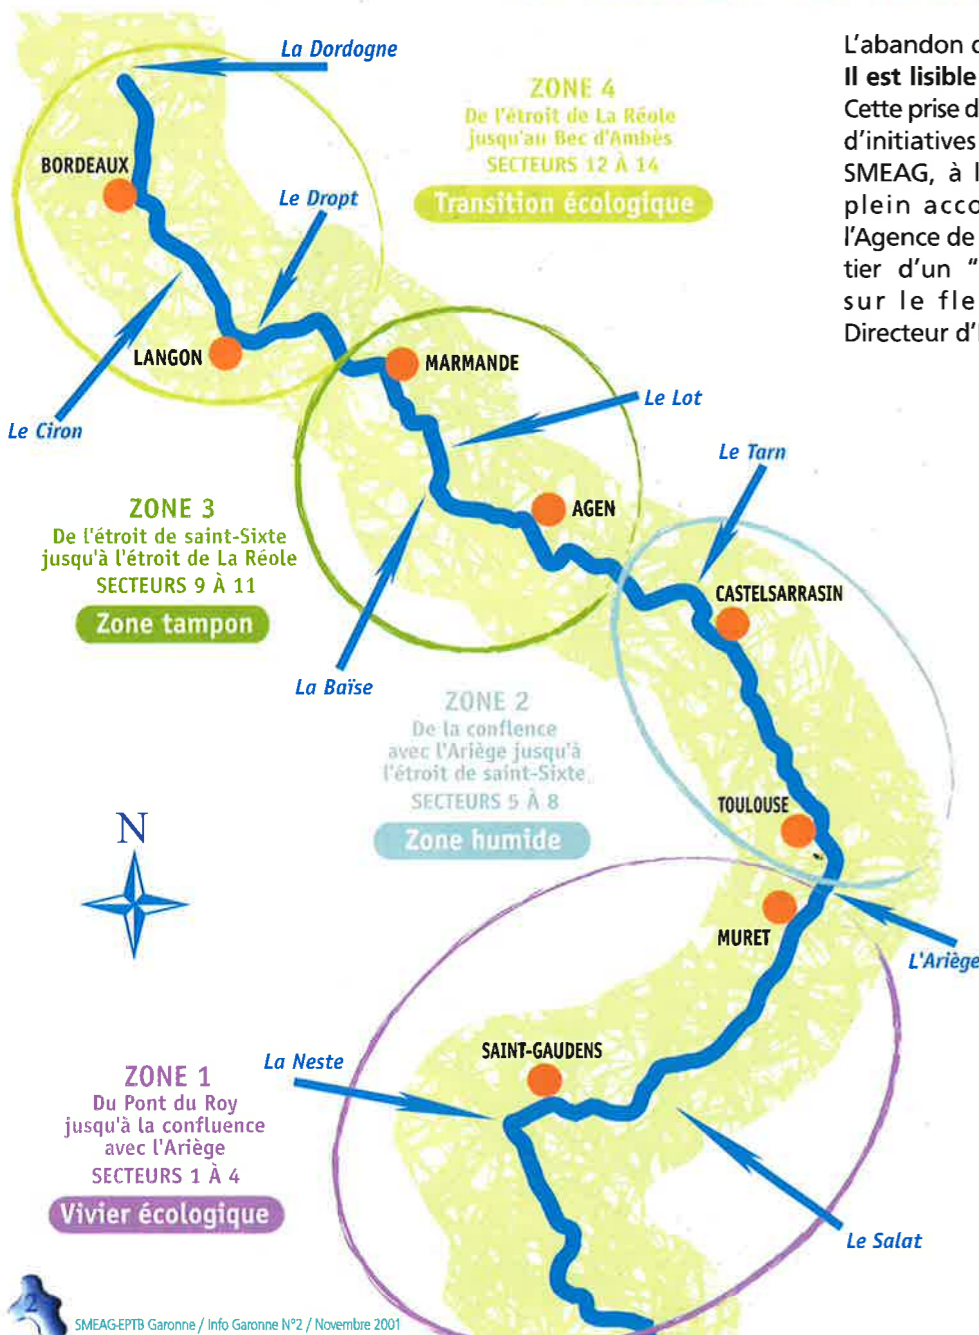 La Dordogne
ZONE 4
De l'étroit de La Réole
jusqu'au Bec d'Ambès
SECTEURS 12 À 14
Transition écologique
BORDEAUX
Le Dropt
LANGON
MARMANDE
Le Ciron
Le Lot
Le Tarn
AGEN
ZONE 3
De l'étroit de saint-Sixte
jusqu'à l'étroit de La Réole
SECTEURS 9 À 11
Zone tampon
CASTELSARRASIN
La Baïse
ZONE 2
De la conflence
avec l'Ariège jusqu'à
l'étroit de saint-Sixte
SECTEURS 5 À 8
Zone humide
TOULOUSE
N
MURET
L'Ariège
La Neste
SAINT-GAUDENS
ZONE 1
Du Pont du Roy
jusqu'à la confluence
avec l'Ariège
SECTEURS 1 À 4
Vivier écologique
Le Salat
2
SMEAG-EPTB Garonne / Info Garonne N°2 / Novembre 2001
L'abandon
Il est lisible
Cette prise
d'initiatives
SMEAG, à
plein
l'Agence de
tier d'un "
sur le
Directeur